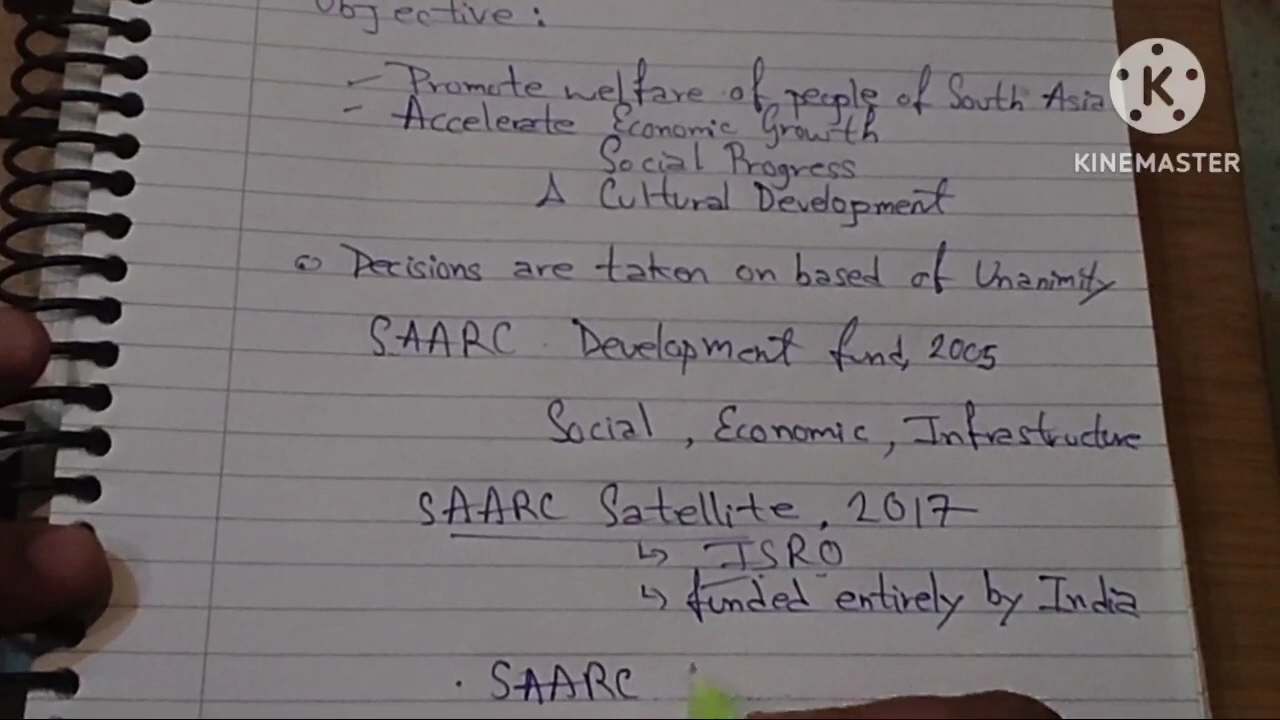 Objective:
- Promote welfare of people of South Asia
- Accelerate Economic Growth
Social Progress
& Cultural Development
Decisions are taken on based of Unanimity
SAARC Development fund, 2005
Social, Economic, Infrastructure
SAARC Satellite, 2017
↳ ISRO
↳ funded entirely by India
· SAARC
K
KINEMASTER